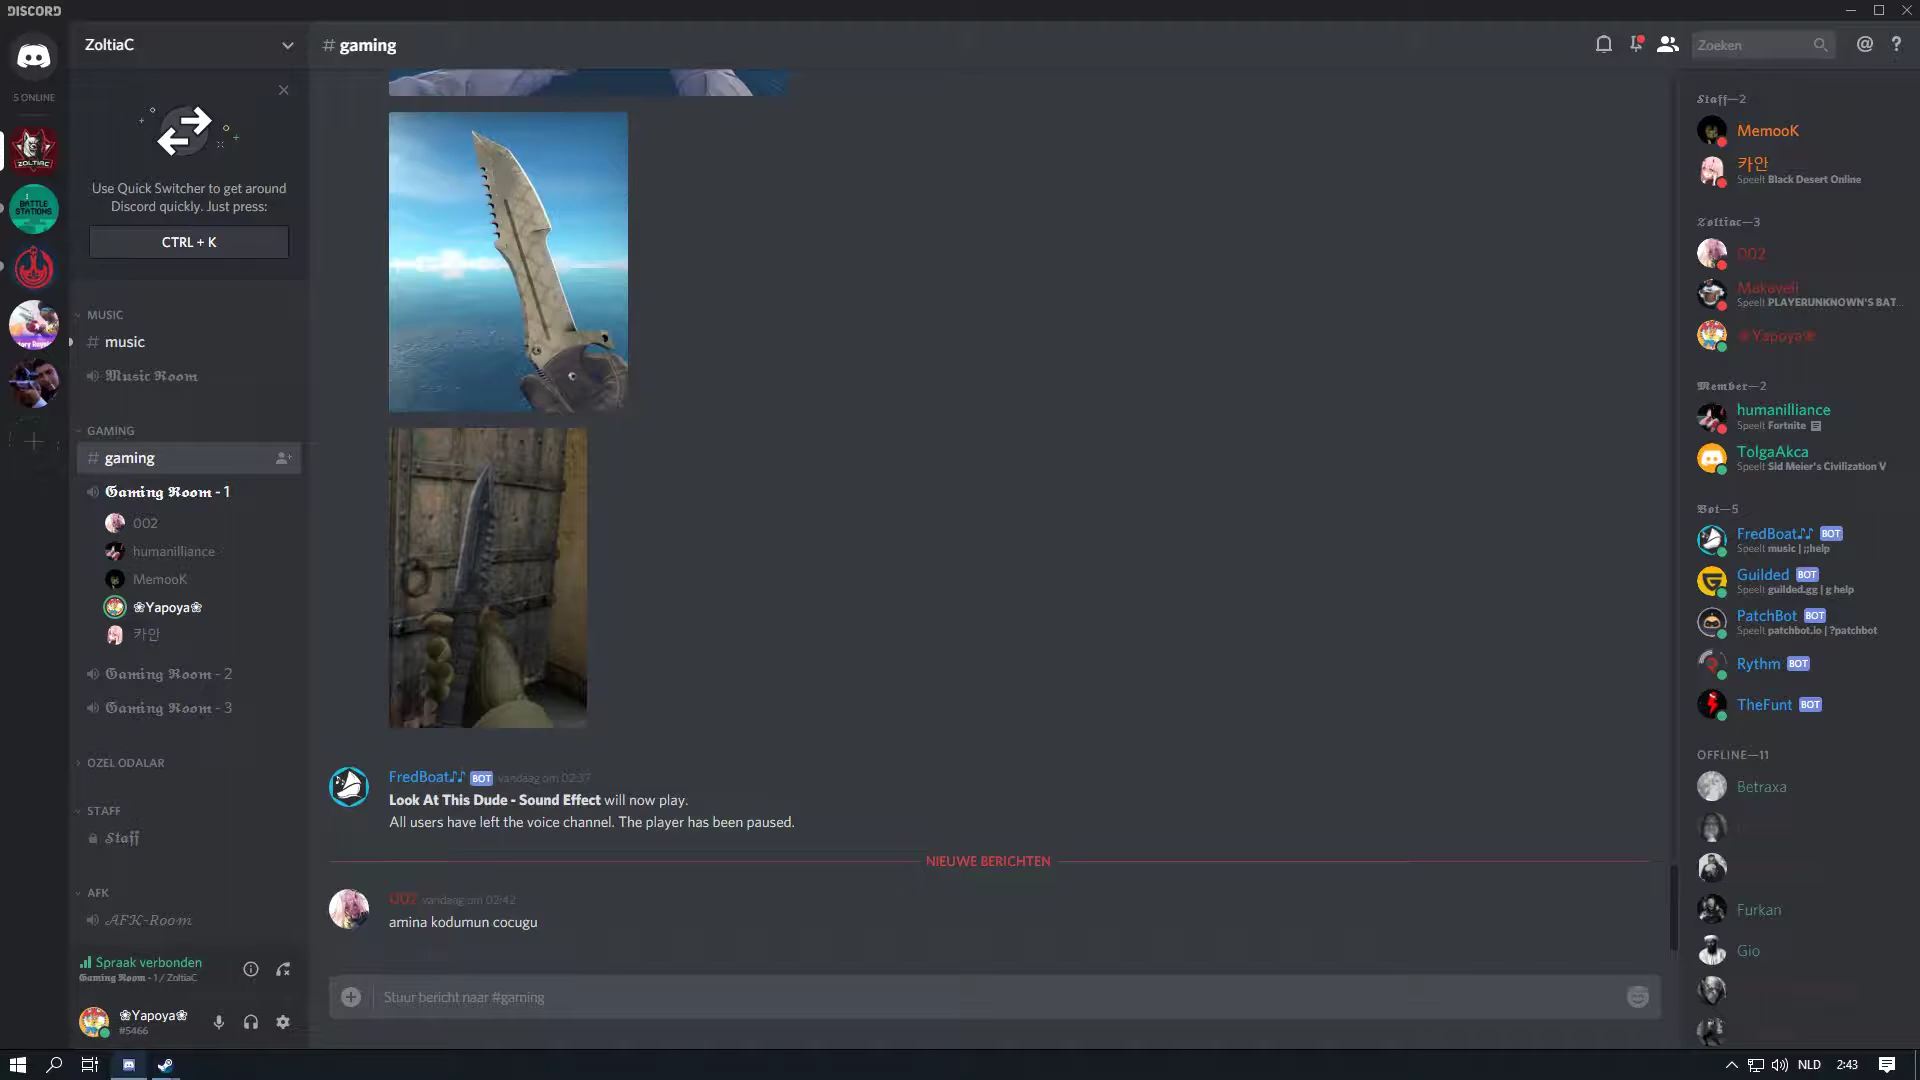 DISCORD
ZoltiaC
# gaming
Zoeken
5 ONLINE
ZOLTIAC
BATTLE
STATIONS
Use Quick Switcher to get around
Discord quickly. Just press:
CTRL + K
MUSIC
# music
Music Room
GAMING
# gaming
Gaming Room - 1
002
humanilliance
MemooK
❀Yapoya❀
카안
Gaming Room - 2
Gaming Room - 3
OZEL ODALAR
STAFF
Staff
AFK
AFK-Room
Spraak verbonden
Gaming Room - 1 / ZoltiaC
❀Yapoya❀
#5466
FredBoat♪♪ BOT vandaag om 02:37
Look At This Dude - Sound Effect will now play.
All users have left the voice channel. The player has been paused.
NIEUWE BERICHTEN
002 vandaag om 02:42
amina kodumun cocugu
Stuur bericht naar #gaming
Staff—2
MemooK
카안
Speelt Black Desert Online
Zoltiac—3
002
Makaveli
Speelt PLAYERUNKNOWN'S BAT...
❀Yapoya❀
Member—2
humanilliance
Speelt Fortnite
TolgaAkca
Speelt Sid Meier's Civilization V
Bot—5
FredBoat♪♪ BOT
Speelt music | ;;help
Guilded BOT
Speelt guilded.gg | g help
PatchBot BOT
Speelt patchbot.io | ?patchbot
Rythm BOT
TheFunt BOT
OFFLINE—11
Betraxa
Furkan
Gio
NLD
2:43